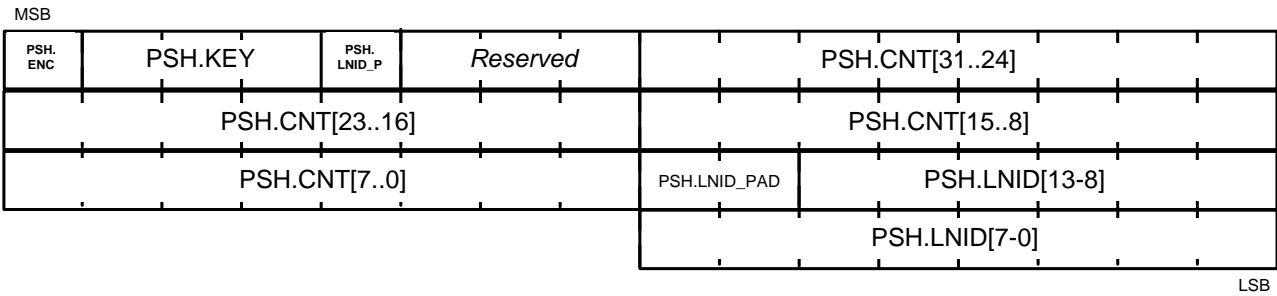 MSB
PSH.
ENC
PSH.KEY
PSH.
LNID_P
Reserved
PSH.CNT[31..24]
PSH.CNT[23..16]
PSH.CNT[15..8]
PSH.CNT[7..0]
PSH.LNID_PAD
PSH.LNID[13-8]
PSH.LNID[7-0]
LSB